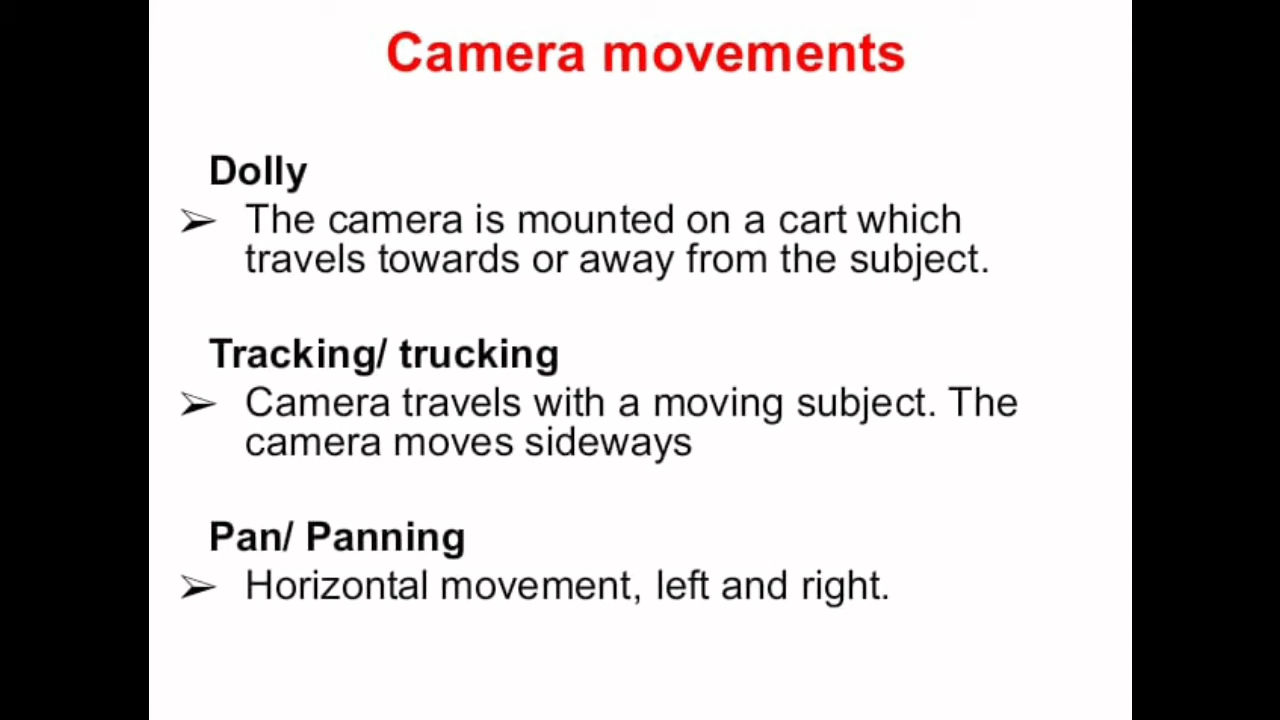 Camera movements
Dolly
➢ The camera is mounted on a cart which
travels towards or away from the subject.
Tracking/ trucking
➢ Camera travels with a moving subject. The
camera moves sideways
Pan/ Panning
➢ Horizontal movement, left and right.